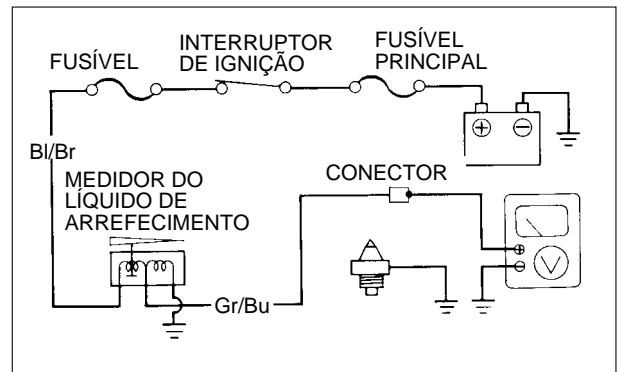 FUSÍVEL
INTERRUPTOR
DE IGNIÇÃO
FUSÍVEL
PRINCIPAL
+ −
Bl/Br
MEDIDOR DO
LÍQUIDO DE
ARREFECIMENTO
CONECTOR
+
−
V
Gr/Bu